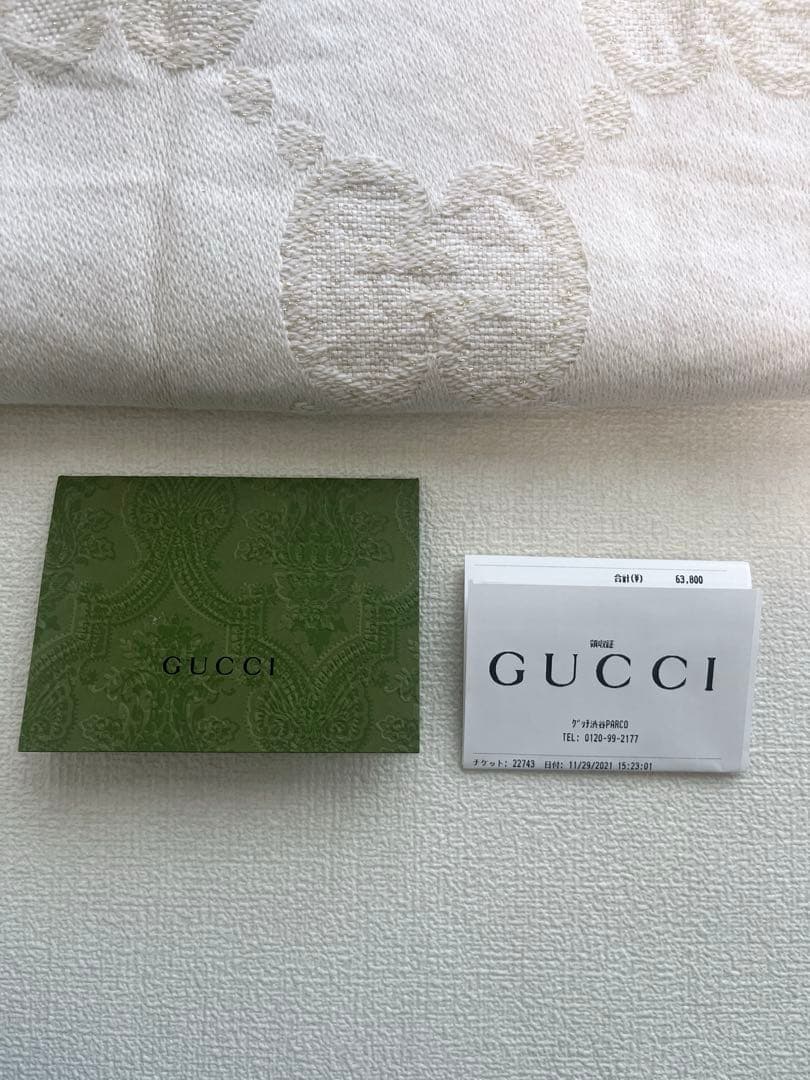 GUCCI
合計(¥) 63,800
領収証
GUCCI
グッチ渋谷PARCO
TEL: 0120-99-2177
チケット: 22743 日付: 11/29/2021 15:23:01